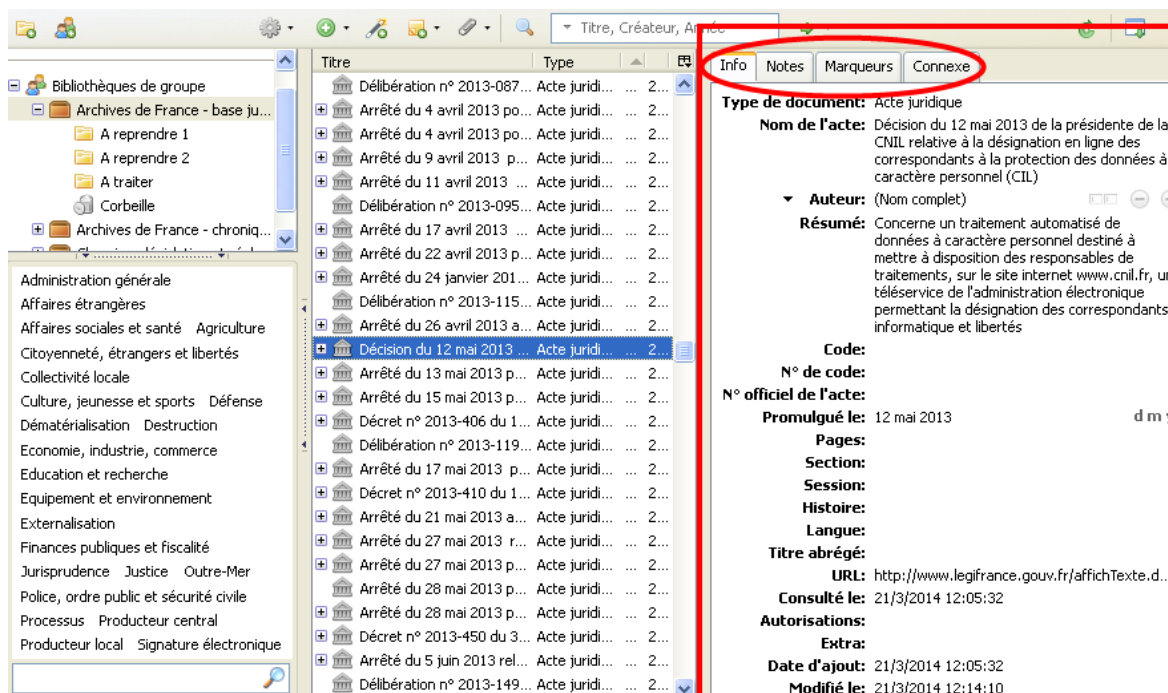 Titre, Créateur, Année
Bibliothèques de groupe
Archives de France - base ju...
A reprendre 1
A reprendre 2
A traiter
Corbeille
Archives de France - chroniq...
Administration générale
Affaires étrangères
Affaires sociales et santé Agriculture
Citoyenneté, étrangers et libertés
Collectivité locale
Culture, jeunesse et sports Défense
Dématérialisation Destruction
Economie, industrie, commerce
Education et recherche
Equipement et environnement
Externalisation
Finances publiques et fiscalité
Jurisprudence Justice Outre-Mer
Police, ordre public et sécurité civile
Processus Producteur central
Producteur local Signature électronique
Titre Type
Délibération n° 2013-087... Acte juridi... ... 2...
Arrêté du 4 avril 2013 po... Acte juridi... ... 2...
Arrêté du 4 avril 2013 po... Acte juridi... ... 2...
Arrêté du 9 avril 2013 p... Acte juridi... ... 2...
Arrêté du 11 avril 2013 ... Acte juridi... ... 2...
Délibération n° 2013-095... Acte juridi... ... 2...
Arrêté du 17 avril 2013 ... Acte juridi... ... 2...
Arrêté du 22 avril 2013 p... Acte juridi... ... 2...
Arrêté du 24 janvier 201... Acte juridi... ... 2...
Délibération n° 2013-115... Acte juridi... ... 2...
Arrêté du 26 avril 2013 a... Acte juridi... ... 2...
Décision du 12 mai 2013 ... Acte juridi... ... 2...
Arrêté du 13 mai 2013 p... Acte juridi... ... 2...
Arrêté du 15 mai 2013 p... Acte juridi... ... 2...
Décret n° 2013-406 du 1... Acte juridi... ... 2...
Délibération n° 2013-119... Acte juridi... ... 2...
Arrêté du 17 mai 2013 p... Acte juridi... ... 2...
Décret n° 2013-410 du 1... Acte juridi... ... 2...
Arrêté du 21 mai 2013 a... Acte juridi... ... 2...
Arrêté du 27 mai 2013 r... Acte juridi... ... 2...
Arrêté du 27 mai 2013 p... Acte juridi... ... 2...
Arrêté du 28 mai 2013 p... Acte juridi... ... 2...
Arrêté du 28 mai 2013 p... Acte juridi... ... 2...
Décret n° 2013-450 du 3... Acte juridi... ... 2...
Arrêté du 5 juin 2013 rel... Acte juridi... ... 2...
Délibération n° 2013-149... Acte juridi... ... 2...
Info Notes Marqueurs Connexe
Type de document: Acte juridique
Nom de l'acte: Décision du 12 mai 2013 de la présidente de la
CNIL relative à la désignation en ligne des
correspondants à la protection des données à
caractère personnel (CIL)
Auteur: (Nom complet)
Résumé: Concerne un traitement automatisé de
données à caractère personnel destiné à
mettre à disposition des responsables de
traitements, sur le site internet www.cnil.fr, un
téléservice de l'administration électronique
permettant la désignation des correspondants
informatique et libertés
Code:
N° de code:
N° officiel de l'acte:
Promulgué le: 12 mai 2013 d m y
Pages:
Section:
Session:
Histoire:
Langue:
Titre abrégé:
URL: http://www.legifrance.gouv.fr/affichTexte.d...
Consulté le: 21/3/2014 12:05:32
Autorisations:
Extra:
Date d'ajout: 21/3/2014 12:05:32
Modifié le: 21/3/2014 12:14:10